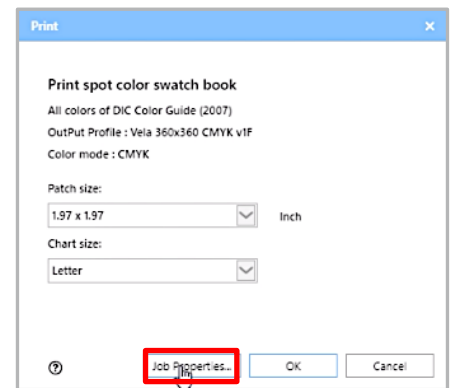 Print
Print spot color swatch book
All colors of DIC Color Guide (2007)
OutPut Profile : Vela 360x360 CMYK v1F
Color mode : CMYK
Patch size:
1.97 x 1.97 Inch
Chart size:
Letter
Job Properties... OK Cancel